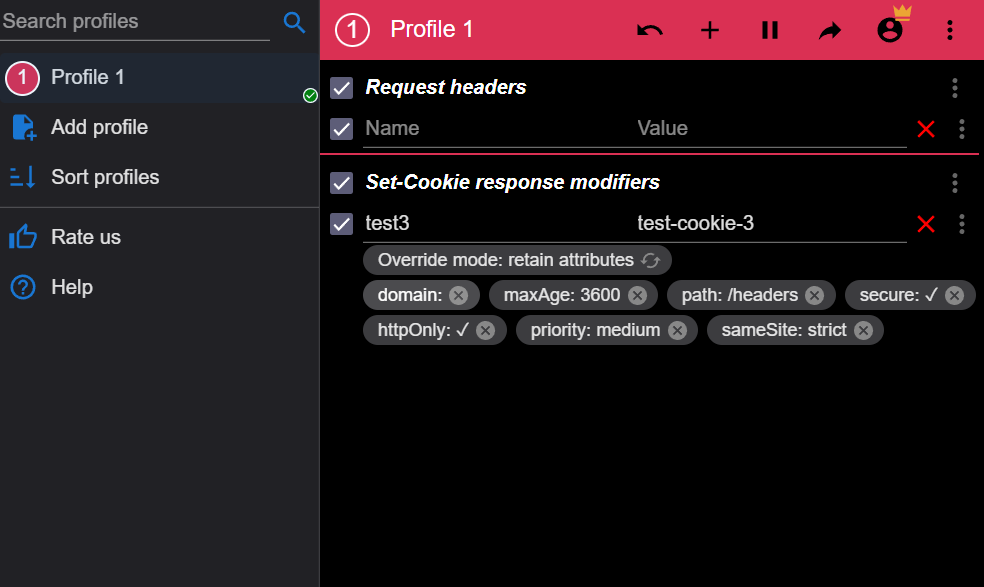 Search profiles
1 Profile 1
Add profile
Sort profiles
Rate us
Help
1 Profile 1
Request headers
Name Value
Set-Cookie response modifiers
test3 test-cookie-3
Override mode: retain attributes
domain: maxAge: 3600 path: /headers secure: ✓
httpOnly: ✓ priority: medium sameSite: strict